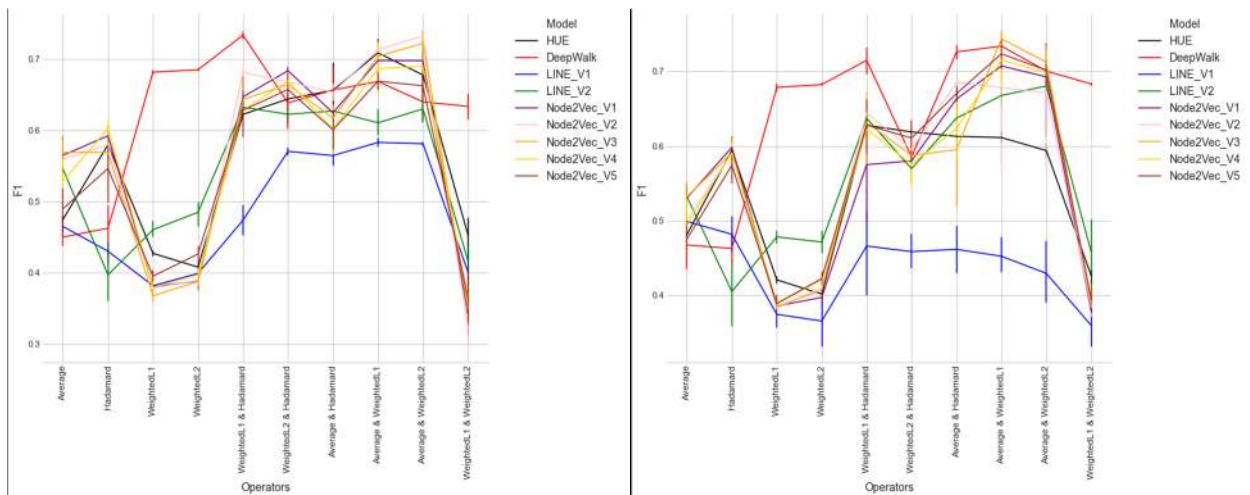 Model
HUE
DeepWalk
LINE_V1
LINE_V2
Node2Vec_V1
Node2Vec_V2
Node2Vec_V3
Node2Vec_V4
Node2Vec_V5
F1
0.7
0.6
0.5
0.4
0.3
Average
Hadamard
WeightedL1
WeightedL2
WeightedL1 & Hadamard
WeightedL2 & Hadamard
Average & Hadamard
Average & WeightedL1
Average & WeightedL2
WeightedL1 & WeightedL2
Operators
Model
HUE
DeepWalk
LINE_V1
LINE_V2
Node2Vec_V1
Node2Vec_V2
Node2Vec_V3
Node2Vec_V4
Node2Vec_V5
F1
0.7
0.6
0.5
0.4
Average
Hadamard
WeightedL1
WeightedL2
WeightedL1 & Hadamard
WeightedL2 & Hadamard
Average & Hadamard
Average & WeightedL1
Average & WeightedL2
WeightedL1 & WeightedL2
Operators